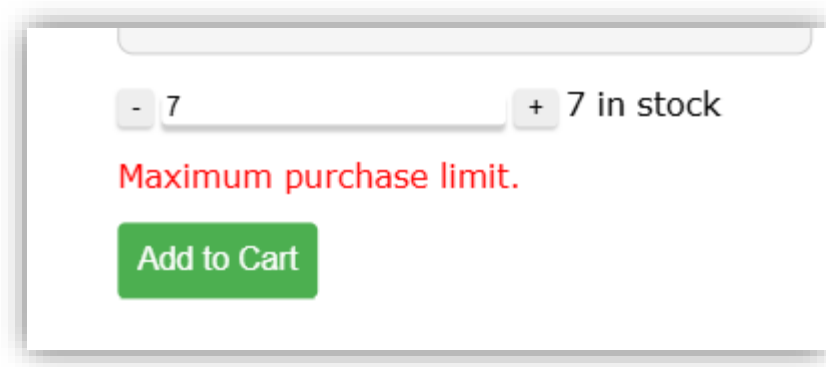 - 7 + 7 in stock
Maximum purchase limit.
Add to Cart